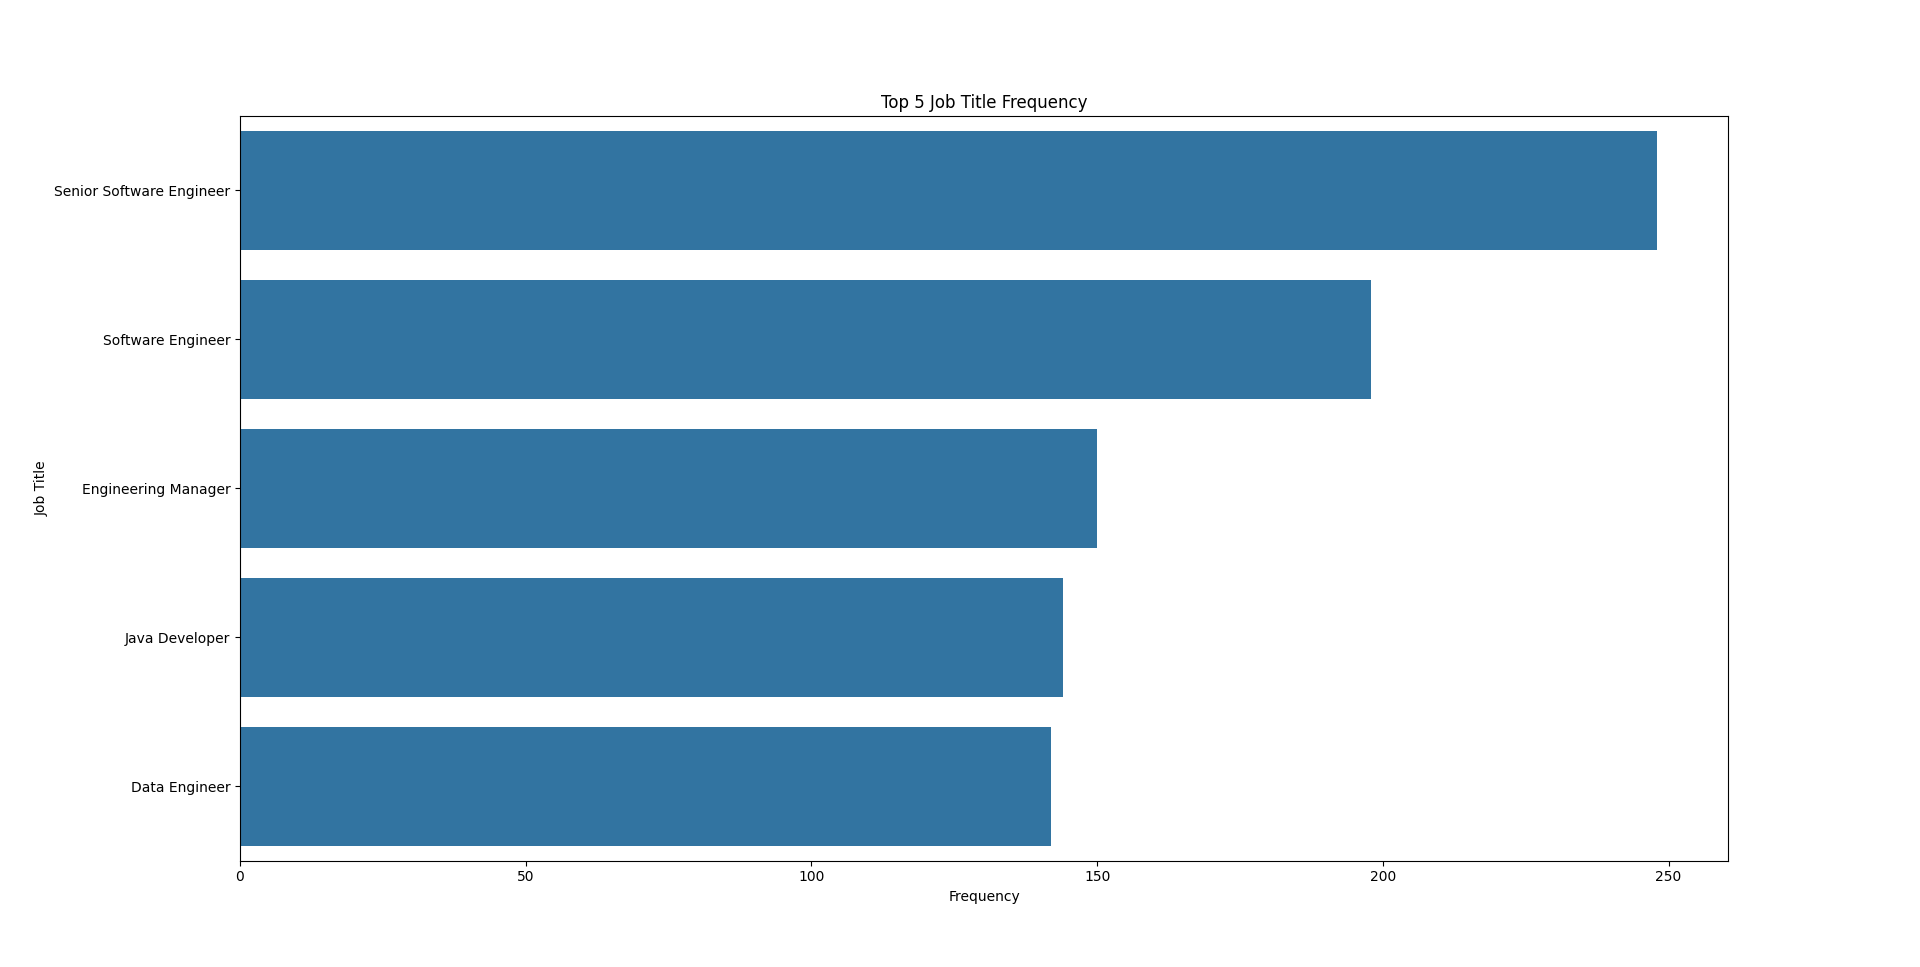 Top 5 Job Title Frequency
Senior Software Engineer
Software Engineer
Engineering Manager
Java Developer
Data Engineer
Job Title
0 50 100 150 200 250
Frequency